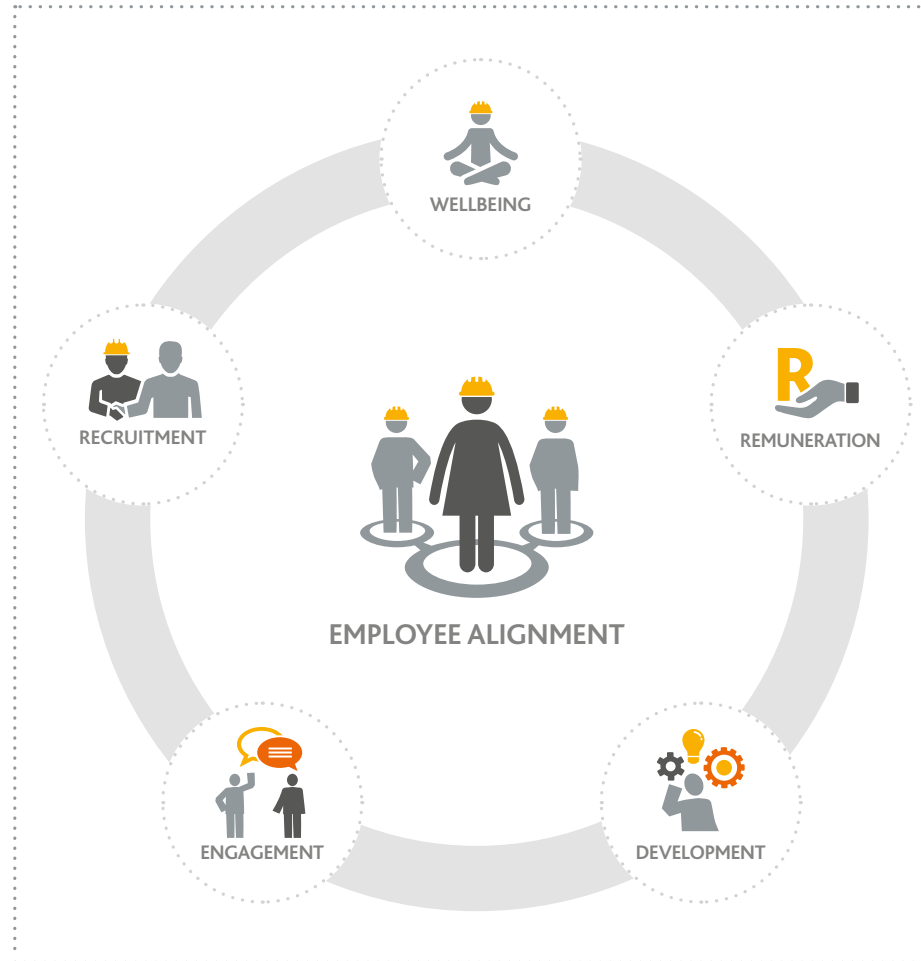 WELLBEING
RECRUITMENT
R
REMUNERATION
EMPLOYEE ALIGNMENT
ENGAGEMENT
DEVELOPMENT